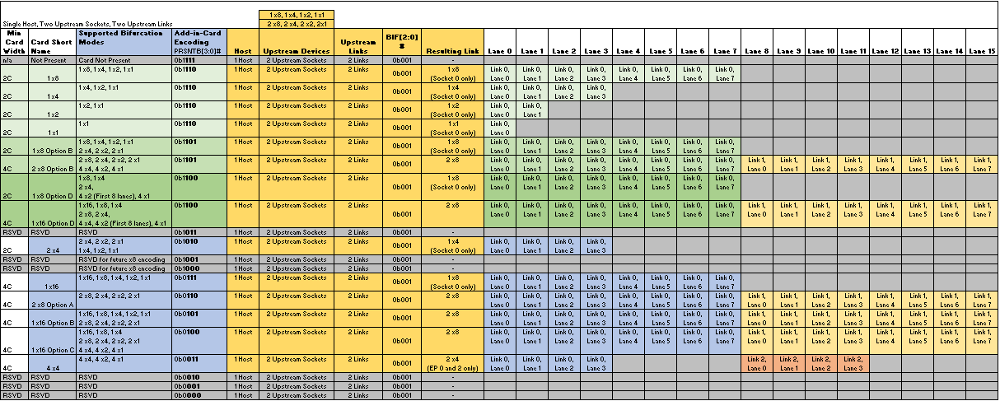 1 x8, 1 x4, 1 x2, 1 x1
Single Host, Two Upstream Sockets, Two Upstream Links 2 x8, 2 x4, 2 x2, 2x1
Min Card Width Card Short Name Supported Bifurcation Modes Add-in-Card Encoding PRSNTB[3:0]# Host Upstream Devices Upstream Links BIF[2:0]# Resulting Link Lane 0 Lane 1 Lane 2 Lane 3 Lane 4 Lane 5 Lane 6 Lane 7 Lane 8 Lane 9 Lane 10 Lane 11 Lane 12 Lane 13 Lane 14 Lane 15
n/a Not Present Card Not Present 0b1111 1 Host 2 Upstream Sockets 2 Links 0b001 -
2C 1 x8 1 x8, 1 x4, 1 x2, 1 x1 0b1110 1 Host 2 Upstream Sockets 2 Links 0b001 1 x8 (Socket 0 only) Link 0, Lane 0 Link 0, Lane 1 Link 0, Lane 2 Link 0, Lane 3 Link 0, Lane 4 Link 0, Lane 5 Link 0, Lane 6 Link 0, Lane 7
2C 1 x4 1 x4, 1 x2, 1 x1 0b1110 1 Host 2 Upstream Sockets 2 Links 0b001 1 x4 (Socket 0 only) Link 0, Lane 0 Link 0, Lane 1 Link 0, Lane 2 Link 0, Lane 3
2C 1 x2 1 x2, 1 x1 0b1110 1 Host 2 Upstream Sockets 2 Links 0b001 1 x2 (Socket 0 only) Link 0, Lane 0 Link 0, Lane 1
2C 1 x1 1 x1 0b1110 1 Host 2 Upstream Sockets 2 Links 0b001 1 x1 (Socket 0 only) Link 0, Lane 0
2C 1 x8 Option B 1 x8, 1 x4, 1 x2, 1 x1 2 x4, 2 x2, 2 x1 0b1101 1 Host 2 Upstream Sockets 2 Links 0b001 1 x8 (Socket 0 only) Link 0, Lane 0 Link 0, Lane 1 Link 0, Lane 2 Link 0, Lane 3 Link 0, Lane 4 Link 0, Lane 5 Link 0, Lane 6 Link 0, Lane 7
4C 2 x8 Option B 2 x8, 2 x4, 2 x2, 2 x1 4 x4, 4 x2, 4 x1 0b1101 1 Host 2 Upstream Sockets 2 Links 0b001 2 x8 Link 0, Lane 0 Link 0, Lane 1 Link 0, Lane 2 Link 0, Lane 3 Link 0, Lane 4 Link 0, Lane 5 Link 0, Lane 6 Link 0, Lane 7 Link 1, Lane 0 Link 1, Lane 1 Link 1, Lane 2 Link 1, Lane 3 Link 1, Lane 4 Link 1, Lane 5 Link 1, Lane 6 Link 1, Lane 7
2C 1 x8 Option D 1 x8, 1 x4 2 x4, 4 x2 (First 8 lanes), 4 x1 0b1100 1 Host 2 Upstream Sockets 2 Links 0b001 1 x8 (Socket 0 only) Link 0, Lane 0 Link 0, Lane 1 Link 0, Lane 2 Link 0, Lane 3 Link 0, Lane 4 Link 0, Lane 5 Link 0, Lane 6 Link 0, Lane 7
4C 1 x16 Option D 1 x16, 1 x8, 1 x4 2 x8, 2 x4, 4 x4, 4 x2 (First 8 lanes), 4 x1 0b1100 1 Host 2 Upstream Sockets 2 Links 0b001 2 x8 Link 0, Lane 0 Link 0, Lane 1 Link 0, Lane 2 Link 0, Lane 3 Link 0, Lane 4 Link 0, Lane 5 Link 0, Lane 6 Link 0, Lane 7 Link 1, Lane 0 Link 1, Lane 1 Link 1, Lane 2 Link 1, Lane 3 Link 1, Lane 4 Link 1, Lane 5 Link 1, Lane 6 Link 1, Lane 7
RSVD RSVD RSVD 0b1011 1 Host 2 Upstream Sockets 2 Links 0b001 -
2C 2 x4 2 x4, 2 x2, 2 x1 1 x4, 1 x2, 1 x1 0b1010 1 Host 2 Upstream Sockets 2 Links 0b001 1 x4 (Socket 0 only) Link 0, Lane 0 Link 0, Lane 1 Link 0, Lane 2 Link 0, Lane 3
RSVD RSVD RSVD for future x8 encoding 0b1001 1 Host 2 Upstream Sockets 2 Links 0b001 -
RSVD RSVD RSVD for future x8 encoding 0b1000 1 Host 2 Upstream Sockets 2 Links 0b001 -
4C 1 x16 1 x16, 1 x8, 1 x4, 1 x2, 1 x1 0b0111 1 Host 2 Upstream Sockets 2 Links 0b001 1 x8 (Socket 0 only) Link 0, Lane 0 Link 0, Lane 1 Link 0, Lane 2 Link 0, Lane 3 Link 0, Lane 4 Link 0, Lane 5 Link 0, Lane 6 Link 0, Lane 7
4C 2 x8 Option A 2 x8, 2 x4, 2 x2, 2 x1 0b0110 1 Host 2 Upstream Sockets 2 Links 0b001 2 x8 Link 0, Lane 0 Link 0, Lane 1 Link 0, Lane 2 Link 0, Lane 3 Link 0, Lane 4 Link 0, Lane 5 Link 0, Lane 6 Link 0, Lane 7 Link 1, Lane 0 Link 1, Lane 1 Link 1, Lane 2 Link 1, Lane 3 Link 1, Lane 4 Link 1, Lane 5 Link 1, Lane 6 Link 1, Lane 7
4C 1 x16 Option B 1 x16, 1 x8, 1 x4, 1 x2, 1 x1 2 x8, 2 x4, 2 x2, 2 x1 0b0101 1 Host 2 Upstream Sockets 2 Links 0b001 2 x8 Link 0, Lane 0 Link 0, Lane 1 Link 0, Lane 2 Link 0, Lane 3 Link 0, Lane 4 Link 0, Lane 5 Link 0, Lane 6 Link 0, Lane 7 Link 1, Lane 0 Link 1, Lane 1 Link 1, Lane 2 Link 1, Lane 3 Link 1, Lane 4 Link 1, Lane 5 Link 1, Lane 6 Link 1, Lane 7
4C 1 x16 Option C 1 x16, 1 x8, 1 x4 2 x8, 2 x4, 2 x2, 2 x1 4 x4, 4 x2, 4 x1 0b0100 1 Host 2 Upstream Sockets 2 Links 0b001 2 x8 Link 0, Lane 0 Link 0, Lane 1 Link 0, Lane 2 Link 0, Lane 3 Link 0, Lane 4 Link 0, Lane 5 Link 0, Lane 6 Link 0, Lane 7 Link 1, Lane 0 Link 1, Lane 1 Link 1, Lane 2 Link 1, Lane 3 Link 1, Lane 4 Link 1, Lane 5 Link 1, Lane 6 Link 1, Lane 7
4C 4 x4 4 x4, 4 x2, 4 x1 0b0011 1 Host 2 Upstream Sockets 2 Links 0b001 2 x4 (EP 0 and 2 only) Link 0, Lane 0 Link 0, Lane 1 Link 0, Lane 2 Link 0, Lane 3 Link 2, Lane 0 Link 2, Lane 1 Link 2, Lane 2 Link 2, Lane 3
RSVD RSVD RSVD 0b0010 1 Host 2 Upstream Sockets 2 Links 0b001 -
RSVD RSVD RSVD 0b0001 1 Host 2 Upstream Sockets 2 Links 0b001 -
RSVD RSVD RSVD 0b0000 1 Host 2 Upstream Sockets 2 Links 0b001 -